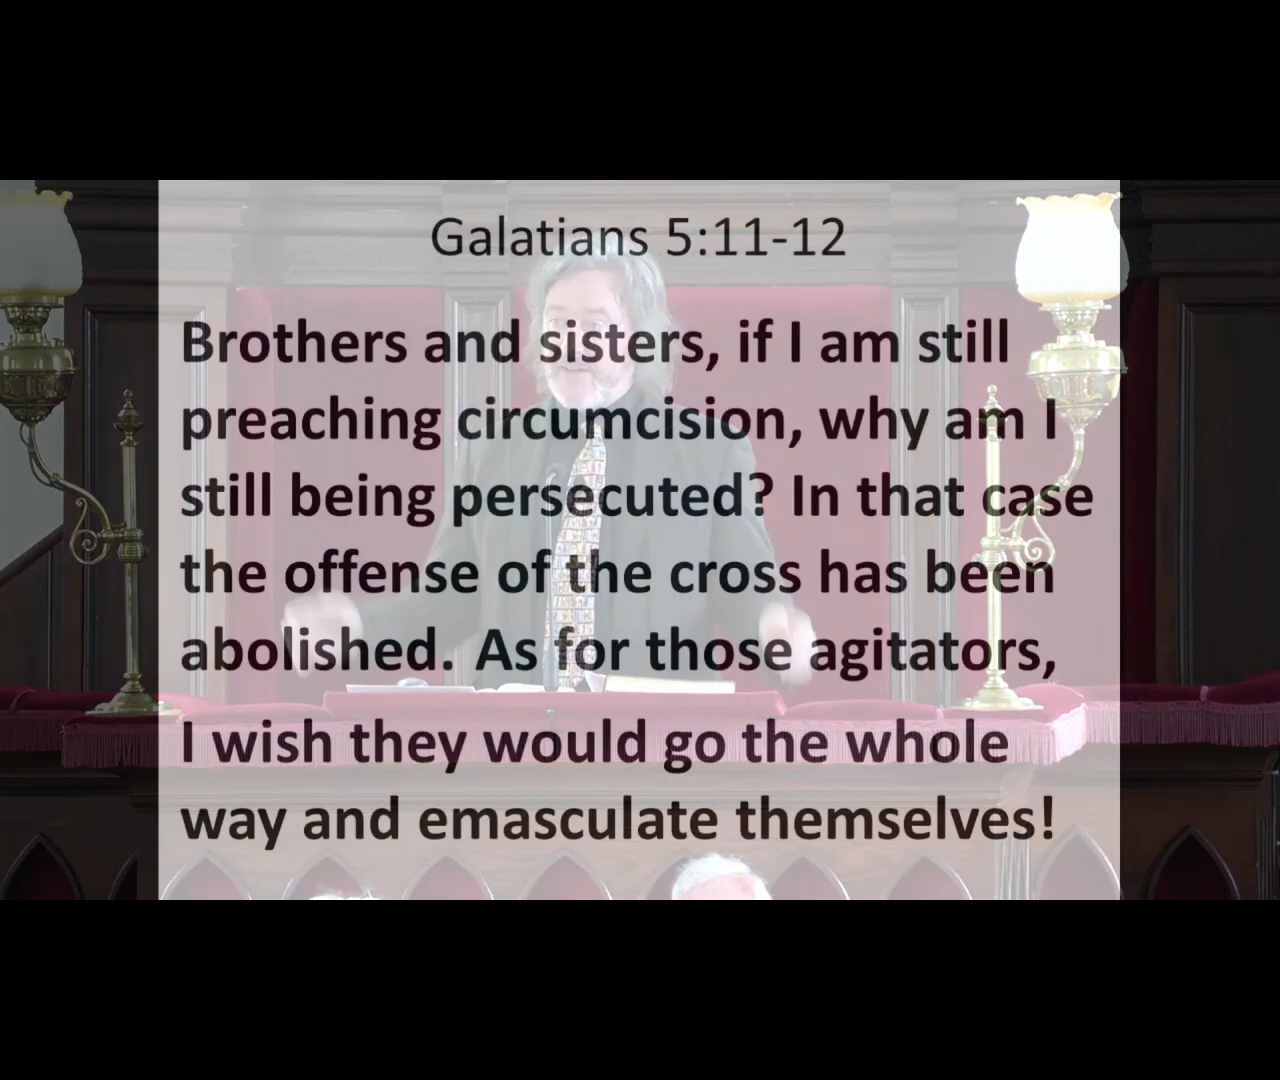 Galatians 5:11-12
Brothers and sisters, if I am still
preaching circumcision, why am I
still being persecuted? In that case
the offense of the cross has been
abolished. As for those agitators,
I wish they would go the whole
way and emasculate themselves!